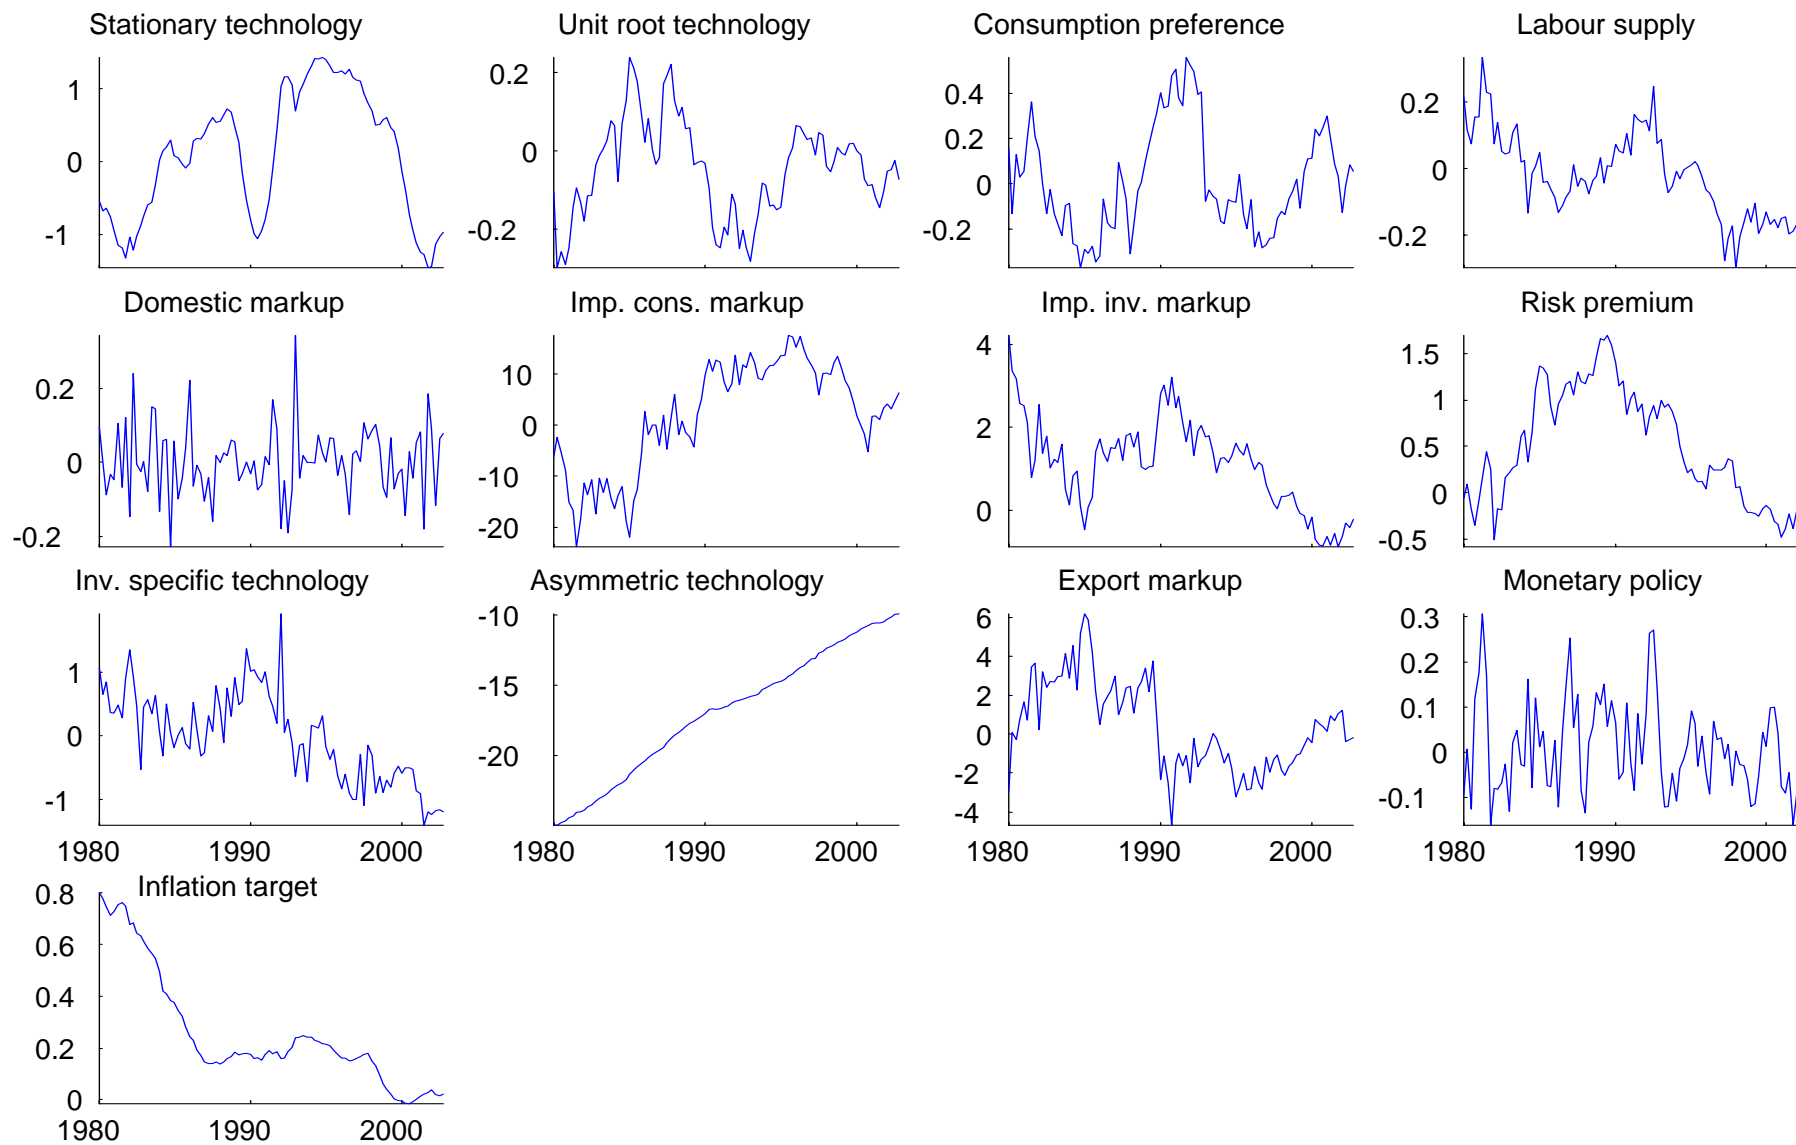 Stationary technology
Unit root technology
Consumption preference
Labour supply
1
0
-1
0.2
0
-0.2
0.4
0.2
0
-0.2
0.2
0
-0.2
Domestic markup
Imp. cons. markup
Imp. inv. markup
Risk premium
0.2
0
-0.2
10
0
-10
-20
4
2
0
1.5
1
0.5
0
-0.5
Inv. specific technology
Asymmetric technology
Export markup
Monetary policy
1
0
-1
-10
-15
-20
6
4
2
0
-2
-4
0.3
0.2
0.1
0
-0.1
1980 1990 2000
1980 1990 2000
1980 1990 2000
1980 1990 2000
Inflation target
0.8
0.6
0.4
0.2
0
1980 1990 2000